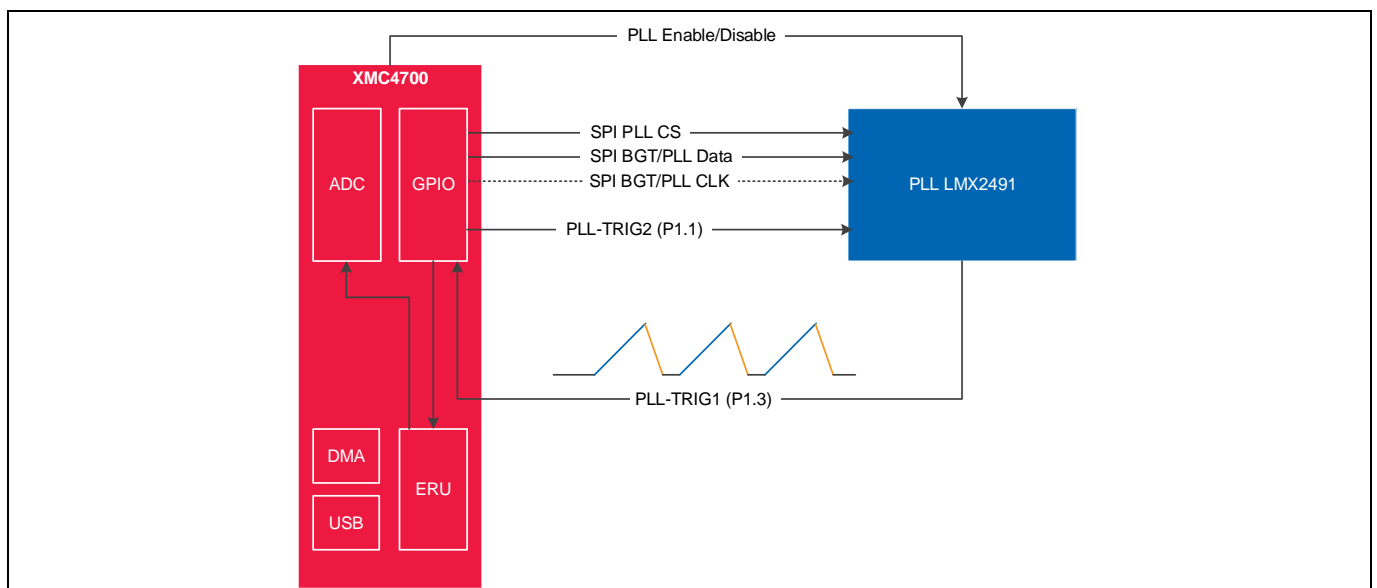 PLL Enable/Disable
XMC4700
SPI PLL CS
SPI BGT/PLL Data
ADC
GPIO
SPI BGT/PLL CLK
PLL LMX2491
PLL-TRIG2 (P1.1)
PLL-TRIG1 (P1.3)
DMA
ERU
USB